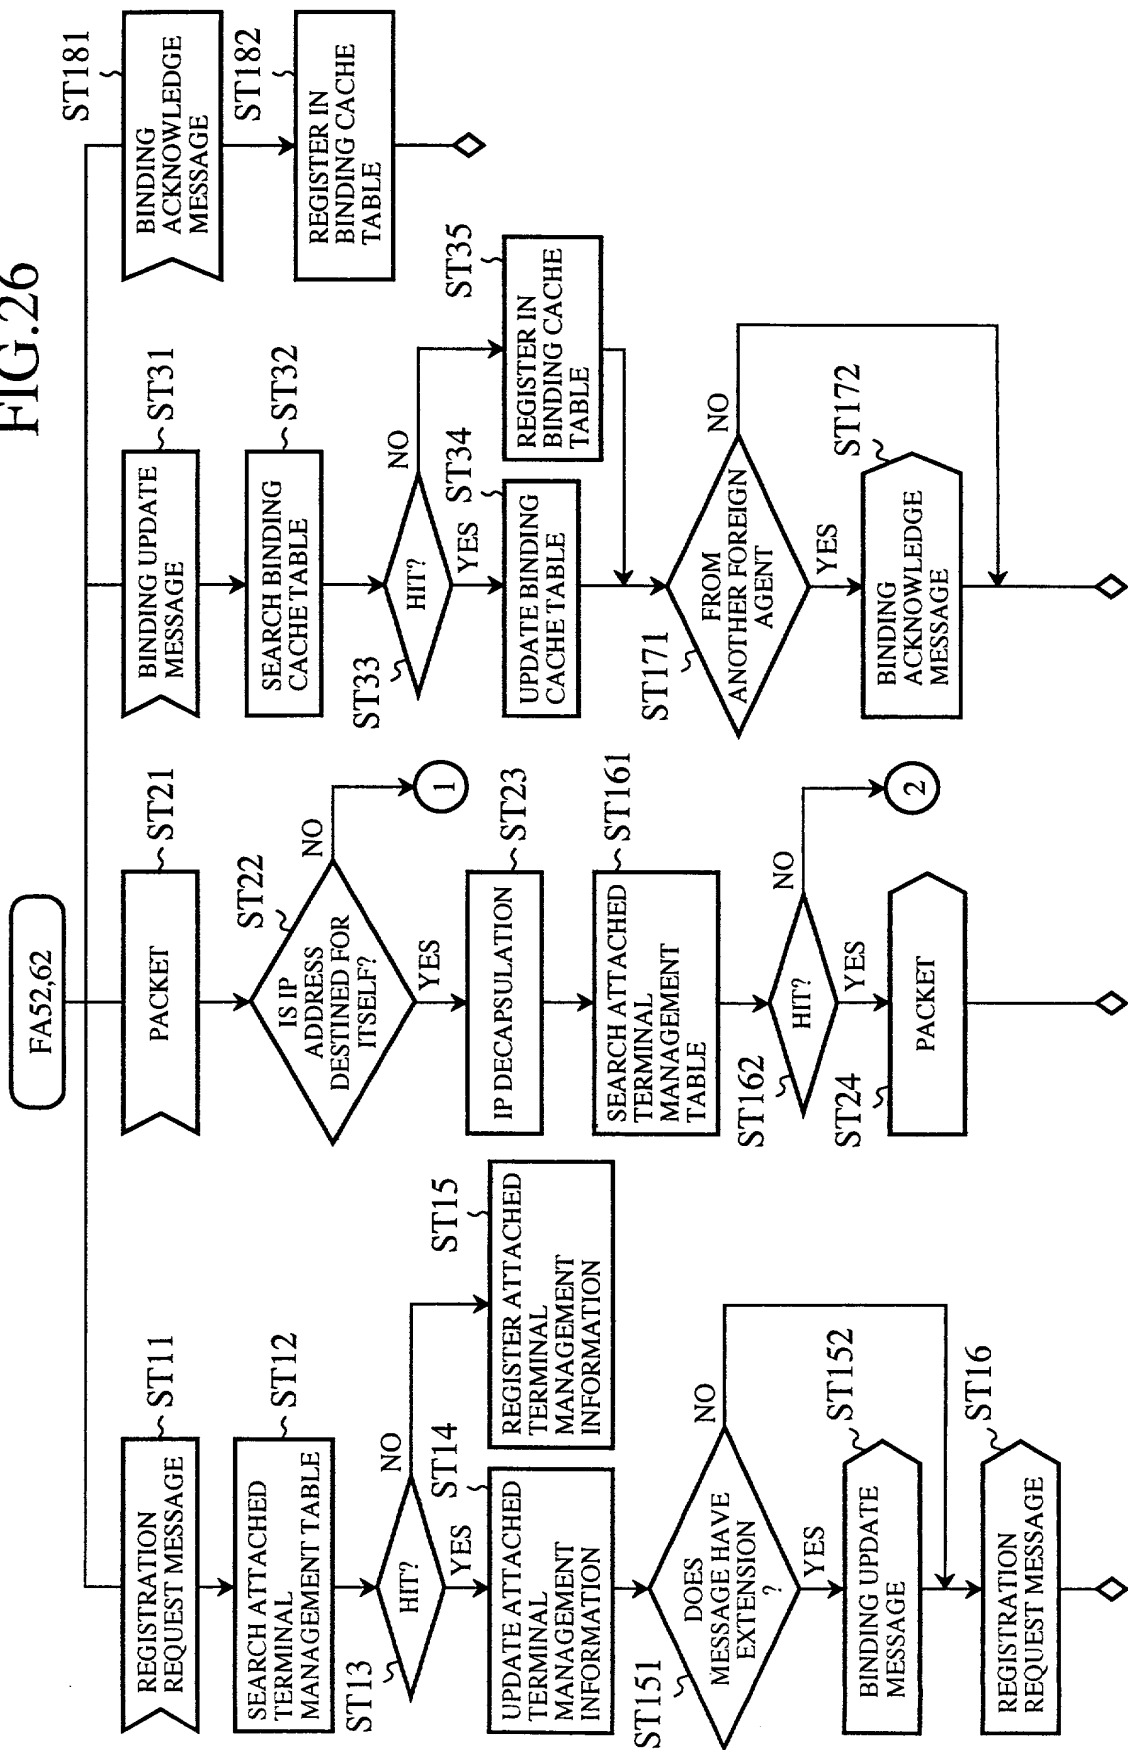 FIG.26
FA52,62
ST11
REGISTRATION
REQUEST MESSAGE
ST12
SEARCH ATTACHED
TERMINAL
MANAGEMENT TABLE
ST13
HIT?
NO
YES
ST14
UPDATE ATTACHED
TERMINAL
MANAGEMENT
INFORMATION
ST15
REGISTER ATTACHED
TERMINAL
MANAGEMENT
INFORMATION
ST151
DOES
MESSAGE HAVE
EXTENSION
?
NO
YES
ST152
BINDING UPDATE
MESSAGE
ST16
REGISTRATION
REQUEST MESSAGE
ST21
PACKET
ST22
IS IP
ADDRESS
DESTINED FOR
ITSELF?
NO
1
YES
ST23
IP DECAPSULATION
ST161
SEARCH ATTACHED
TERMINAL
MANAGEMENT
TABLE
ST162
HIT?
NO
2
YES
ST24
PACKET
ST31
BINDING UPDATE
MESSAGE
ST32
SEARCH BINDING
CACHE TABLE
ST33
HIT?
NO
YES
ST34
UPDATE BINDING
CACHE TABLE
ST35
REGISTER IN
BINDING CACHE
TABLE
ST171
FROM
ANOTHER FOREIGN
AGENT
NO
YES
ST172
BINDING
ACKNOWLEDGE
MESSAGE
ST181
BINDING
ACKNOWLEDGE
MESSAGE
ST182
REGISTER IN
BINDING CACHE
TABLE